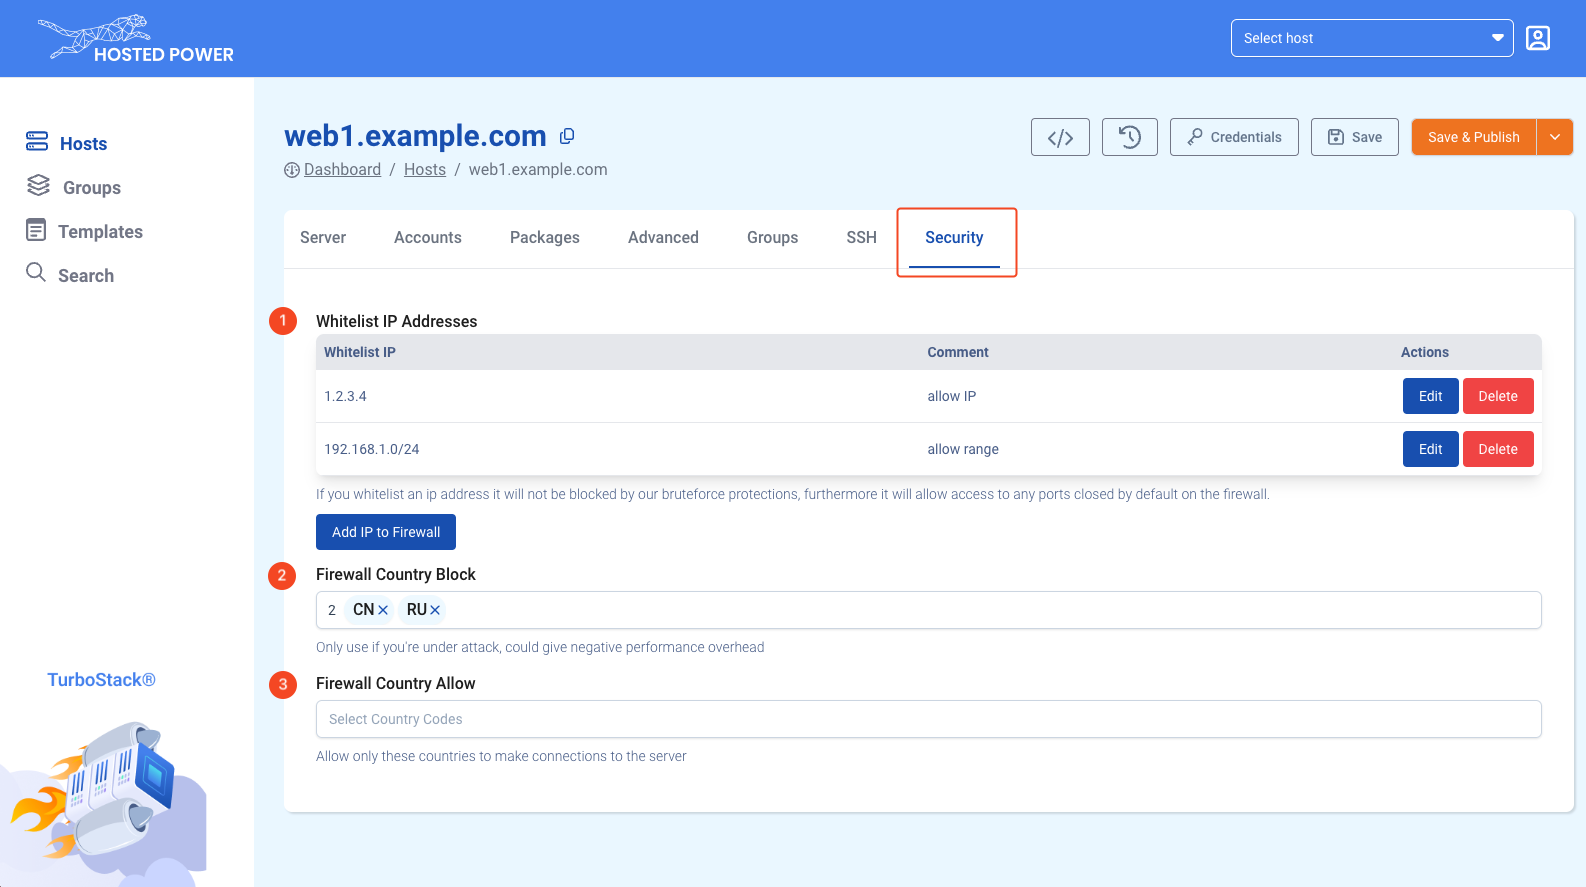 HOSTED POWER
Select host
Hosts
Groups
Templates
Search
TurboStack®
web1.example.com
Dashboard / Hosts / web1.example.com
</> Credentials Save Save & Publish
Server Accounts Packages Advanced Groups SSH Security
1 Whitelist IP Addresses
Whitelist IP Comment Actions
1.2.3.4 allow IP Edit Delete
192.168.1.0/24 allow range Edit Delete
If you whitelist an ip address it will not be blocked by our bruteforce protections, furthermore it will allow access to any ports closed by default on the firewall.
Add IP to Firewall
2 Firewall Country Block
2 CN × RU ×
Only use if you're under attack, could give negative performance overhead
3 Firewall Country Allow
Select Country Codes
Allow only these countries to make connections to the server